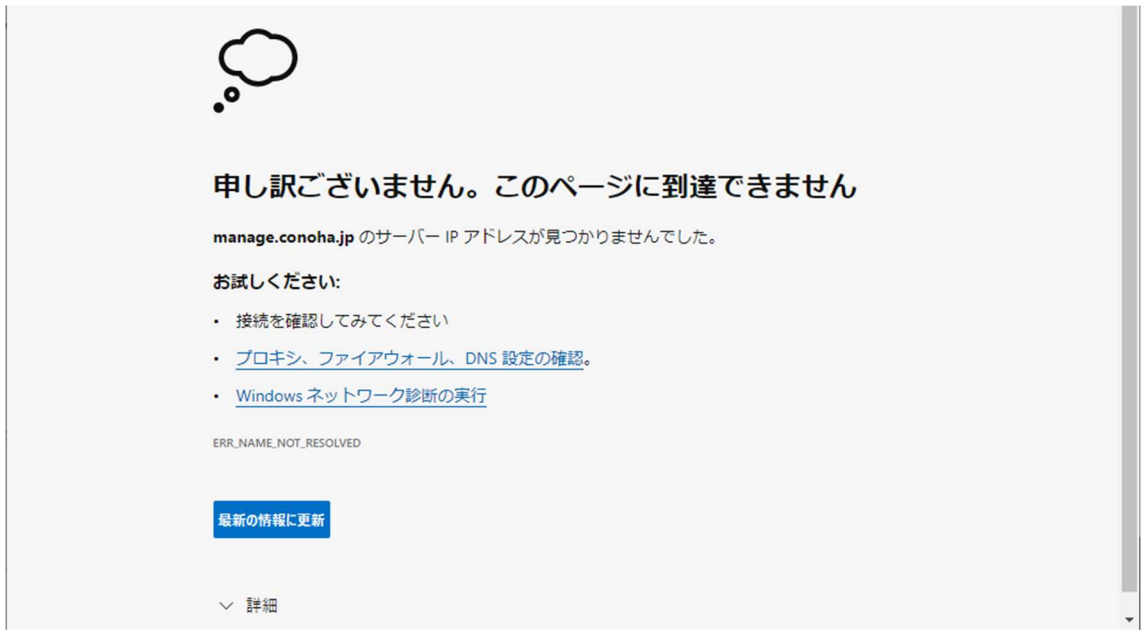 申し訳ございません。このページに到達できません
manage.conoha.jp のサーバー IP アドレスが見つかりませんでした。
お試しください:
• 接続を確認してみてください
• プロキシ、ファイアウォール、DNS 設定の確認。
• Windows ネットワーク診断の実行
ERR_NAME_NOT_RESOLVED
最新の情報に更新
詳細